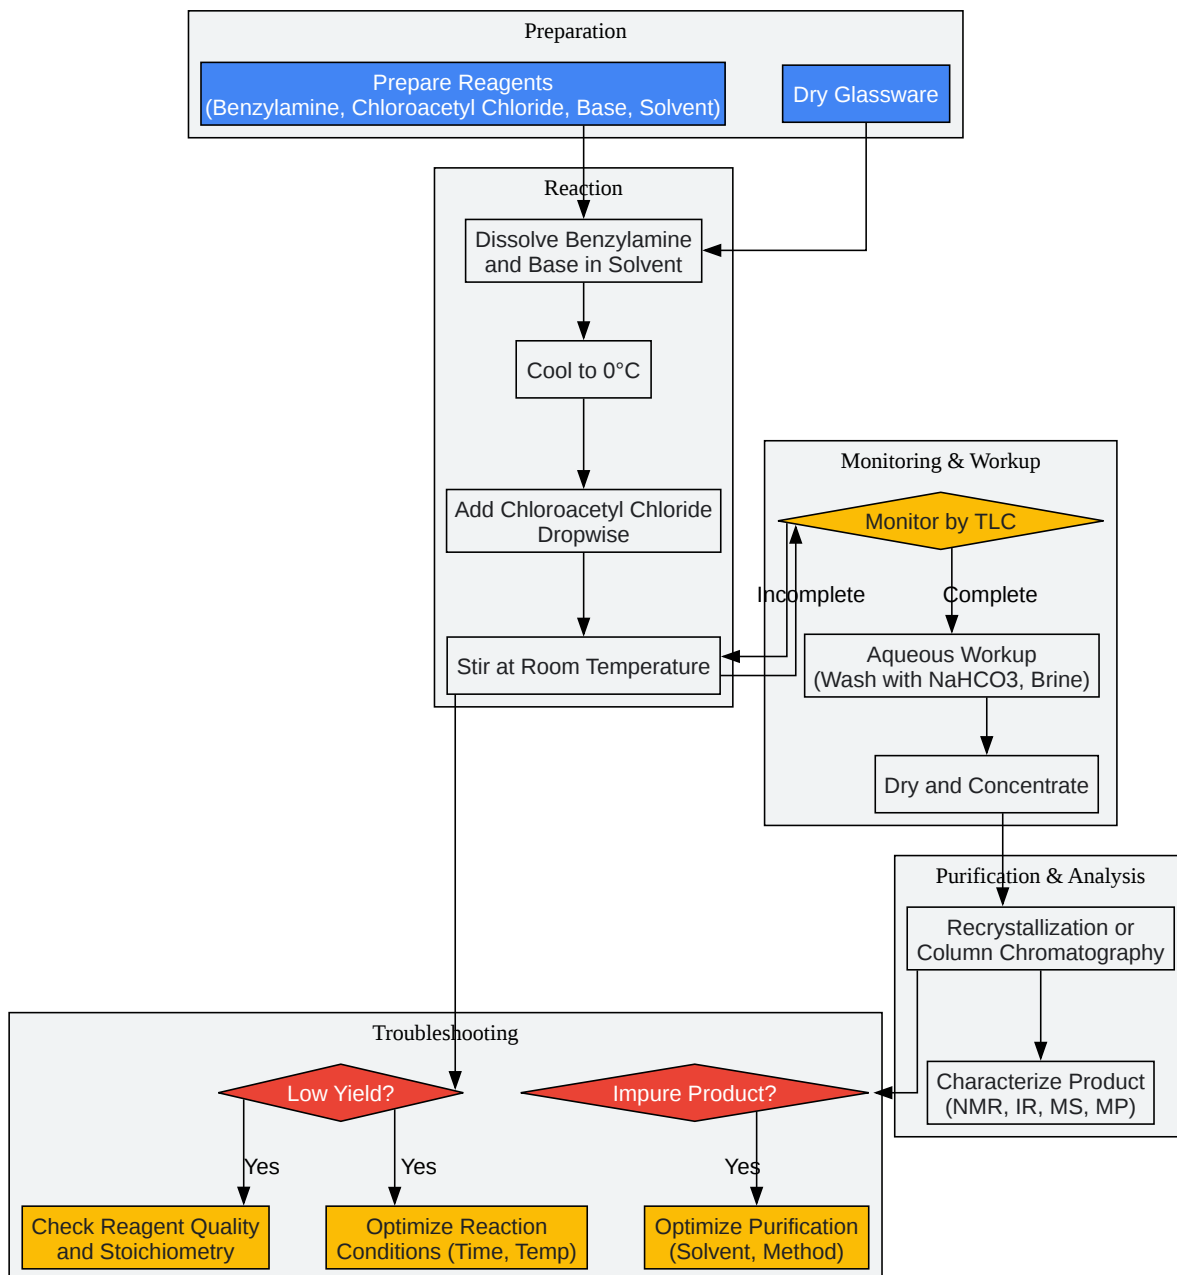 Preparation
Prepare Reagents
(Benzylamine, Chloroacetyl Chloride, Base, Solvent)
Dry Glassware
Reaction
Dissolve Benzylamine
and Base in Solvent
Cool to 0°C
Add Chloroacetyl Chloride
Dropwise
Stir at Room Temperature
Monitoring & Workup
Monitor by TLC
Incomplete
Complete
Aqueous Workup
(Wash with NaHCO3, Brine)
Dry and Concentrate
Purification & Analysis
Recrystallization or
Column Chromatography
Characterize Product
(NMR, IR, MS, MP)
Troubleshooting
Low Yield?
Impure Product?
Yes
Yes
Yes
Check Reagent Quality
and Stoichiometry
Optimize Reaction
Conditions (Time, Temp)
Optimize Purification
(Solvent, Method)